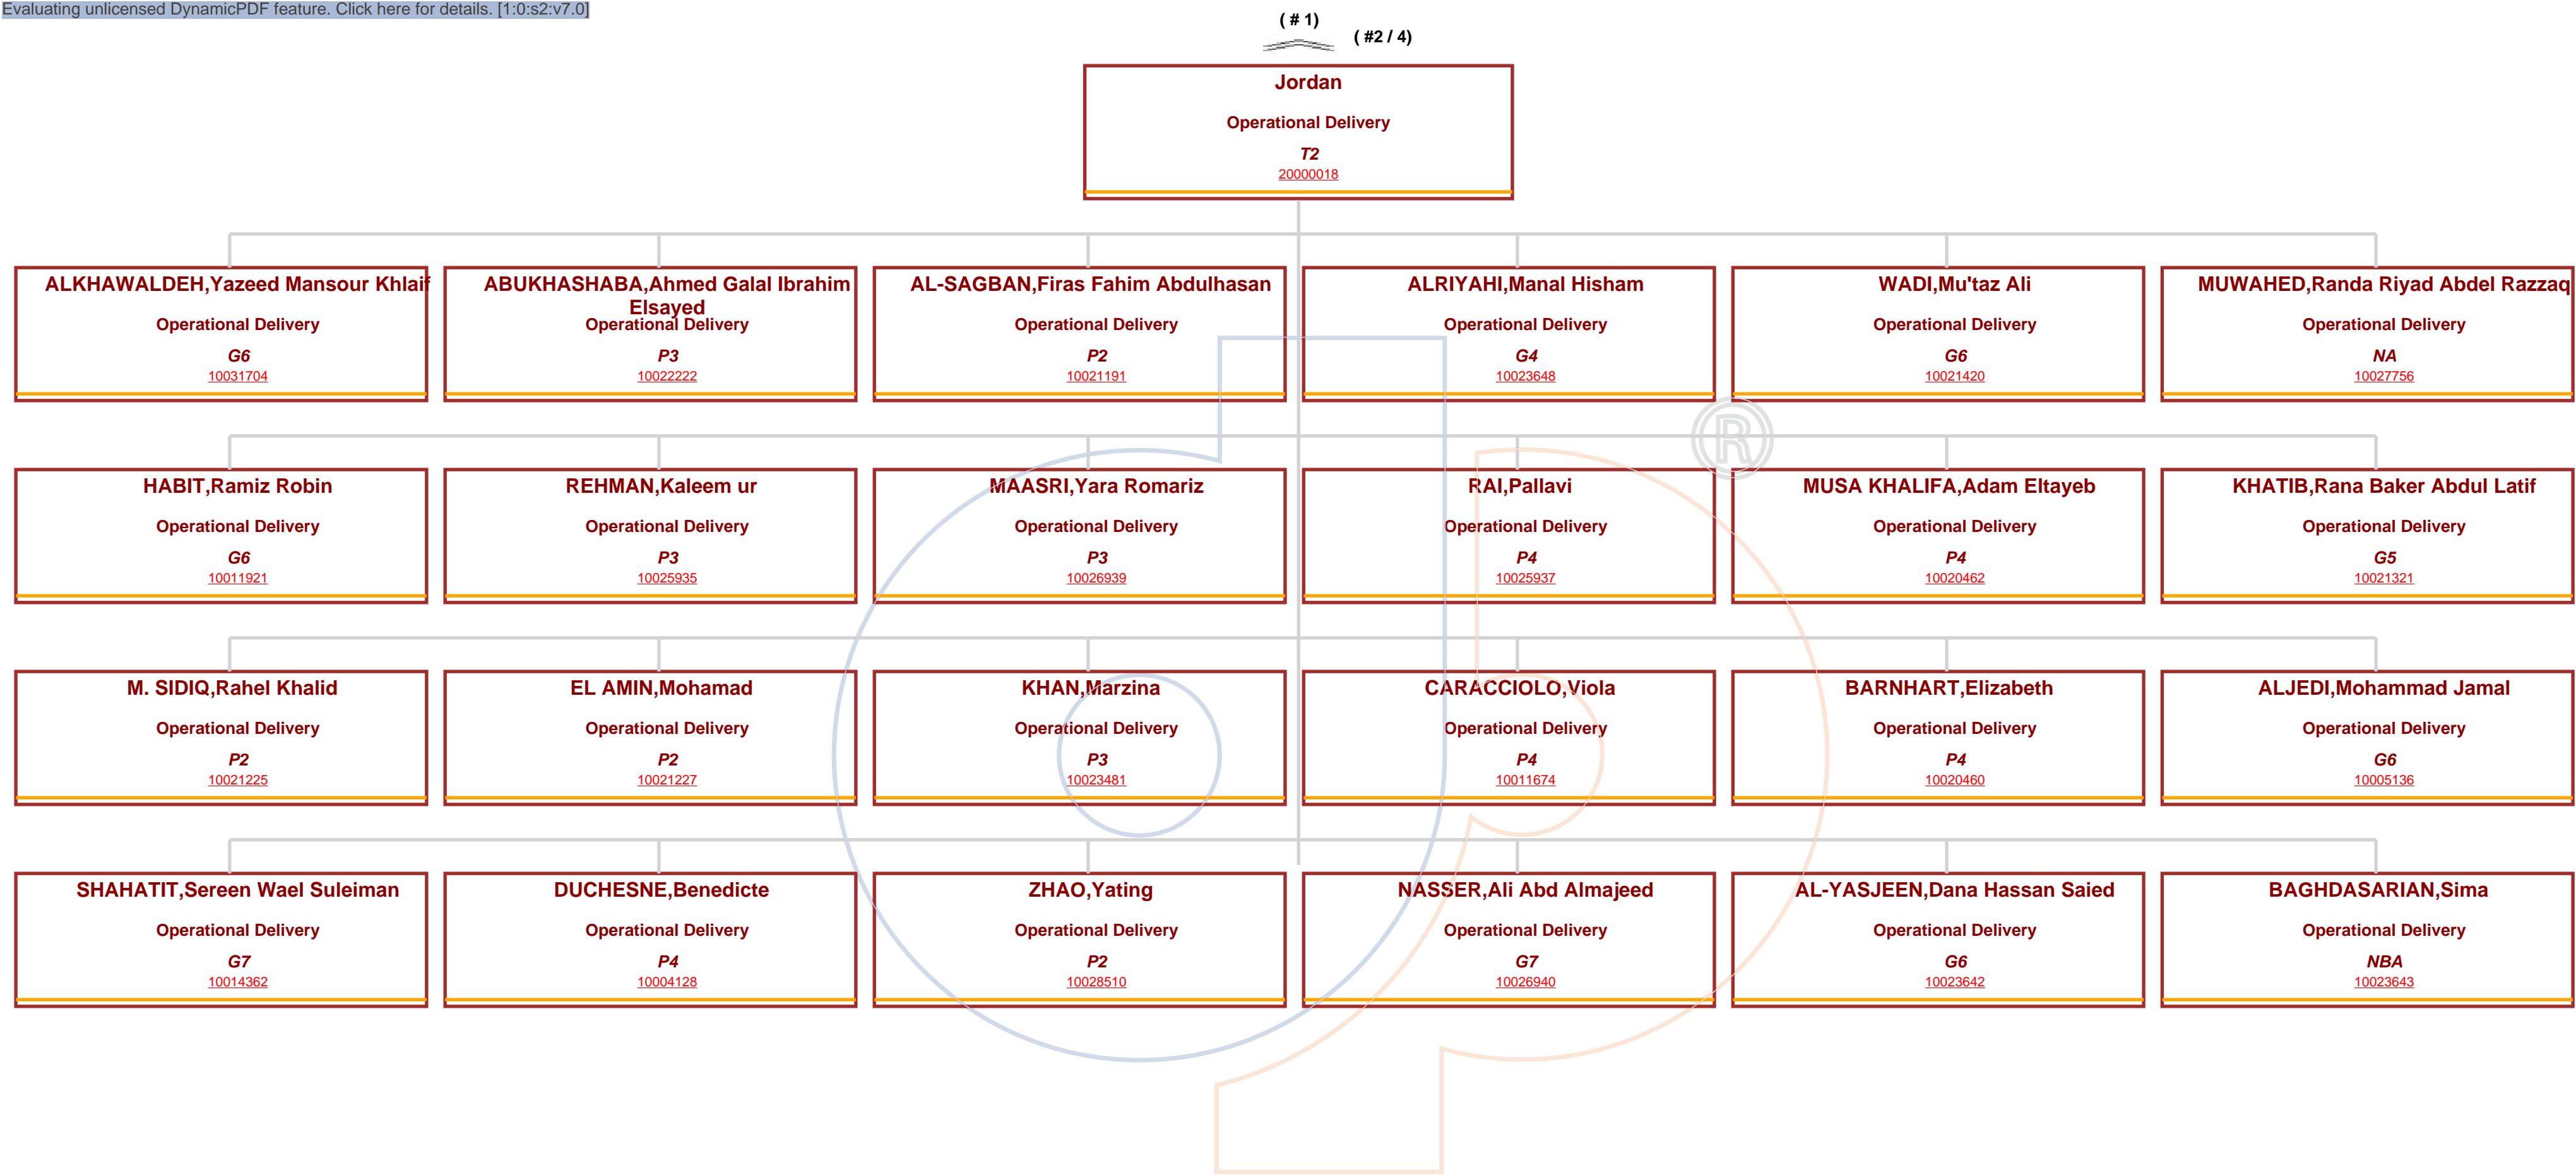 Evaluating unlicensed DynamicPDF feature. Click here for details. [1:0:s2:v7.0]
( # 1)
( #2 / 4)
Jordan
Operational Delivery
T2
20000018
ALKHAWALDEH,Yazeed Mansour Khlaif
Operational Delivery
G6
10031704
ABUKHASHABA,Ahmed Galal Ibrahim
Elsayed
Operational Delivery
P3
10022222
AL-SAGBAN,Firas Fahim Abdulhasan
Operational Delivery
P2
10021191
ALRIYAHI,Manal Hisham
Operational Delivery
G4
10023648
WADI,Mu'taz Ali
Operational Delivery
G6
10021420
MUWAHED,Randa Riyad Abdel Razzaq
Operational Delivery
NA
10027756
HABIT,Ramiz Robin
Operational Delivery
G6
10011921
REHMAN,Kaleem ur
Operational Delivery
P3
10025935
MAASRI,Yara Romariz
Operational Delivery
P3
10026939
RAI,Pallavi
Operational Delivery
P4
10025937
MUSA KHALIFA,Adam Eltayeb
Operational Delivery
P4
10020462
KHATIB,Rana Baker Abdul Latif
Operational Delivery
G5
10021321
M. SIDIQ,Rahel Khalid
Operational Delivery
P2
10021225
EL AMIN,Mohamad
Operational Delivery
P2
10021227
KHAN,Marzina
Operational Delivery
P3
10023481
CARACCIOLO,Viola
Operational Delivery
P4
10011674
BARNHART,Elizabeth
Operational Delivery
P4
10020460
ALJEDI,Mohammad Jamal
Operational Delivery
G6
10005136
SHAHATIT,Sereen Wael Suleiman
Operational Delivery
G7
10014362
DUCHESNE,Benedicte
Operational Delivery
P4
10004128
ZHAO,Yating
Operational Delivery
P2
10028510
NASSER,Ali Abd Almajeed
Operational Delivery
G7
10026940
AL-YASJEEN,Dana Hassan Saied
Operational Delivery
G6
10023642
BAGHDASARIAN,Sima
Operational Delivery
NBA
10023643
®